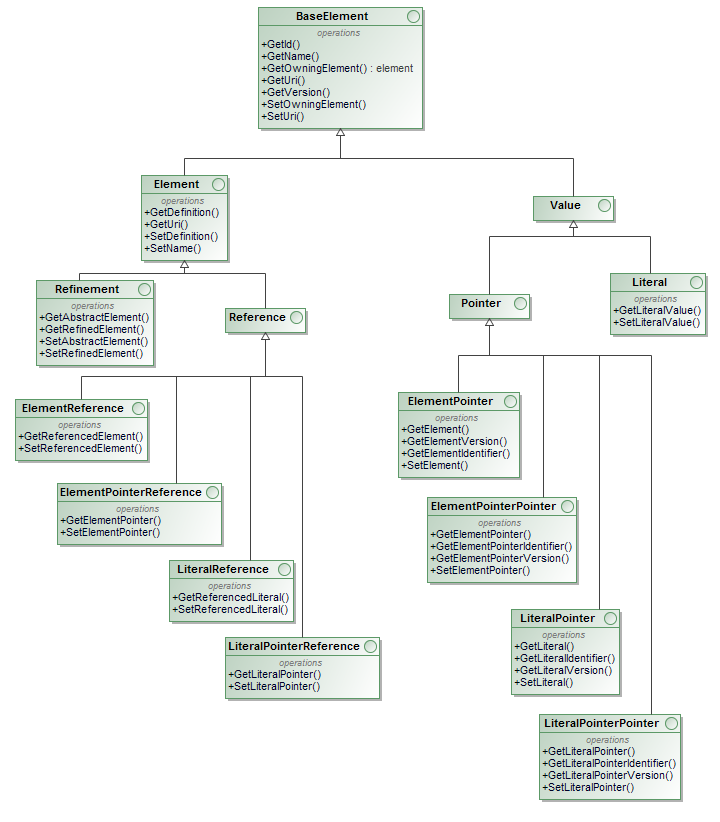 BaseElement
operations
+GetId()
+GetName()
+GetOwningElement() : element
+GetUri()
+GetVersion()
+SetOwningElement()
+SetUri()
Element
operations
+GetDefinition()
+GetUri()
+SetDefinition()
+SetName()
Value
Refinement
operations
+GetAbstractElement()
+GetRefinedElement()
+SetAbstractElement()
+SetRefinedElement()
Reference
Pointer
Literal
operations
+GetLiteralValue()
+SetLiteralValue()
ElementReference
operations
+GetReferencedElement()
+SetReferencedElement()
ElementPointerReference
operations
+GetElementPointer()
+SetElementPointer()
LiteralReference
operations
+GetReferencedLiteral()
+SetReferencedLiteral()
LiteralPointerReference
operations
+GetLiteralPointer()
+SetLiteralPointer()
ElementPointer
operations
+GetElement()
+GetElementVersion()
+GetElementIdentifier()
+SetElement()
ElementPointerPointer
operations
+GetElementPointer()
+GetElementPointerIdentifier()
+GetElementPointerVersion()
+SetElementPointer()
LiteralPointer
operations
+GetLiteral()
+GetLiteralIdentifier()
+GetLiteralVersion()
+SetLiteral()
LiteralPointerPointer
operations
+GetLiteralPointer()
+GetLiteralPointerIdentifier()
+GetLiteralPointerVersion()
+SetLiteralPointer()